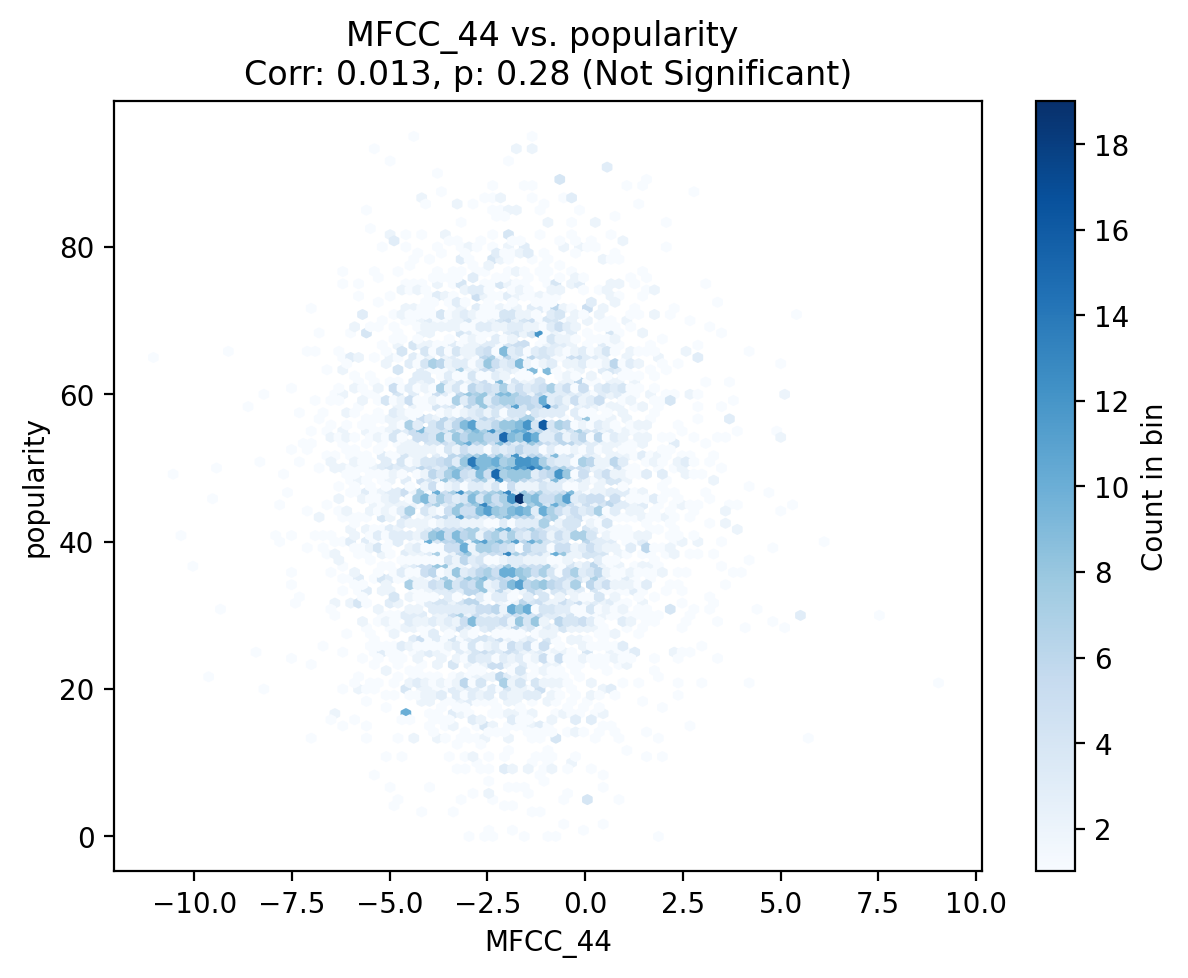 MFCC_44 vs. popularity
Corr: 0.013, p: 0.28 (Not Significant)
popularity
80
60
40
20
0
−10.0 −7.5 −5.0 −2.5 0.0 2.5 5.0 7.5 10.0
MFCC_44
18
16
14
12
10
8
6
4
2
Count in bin